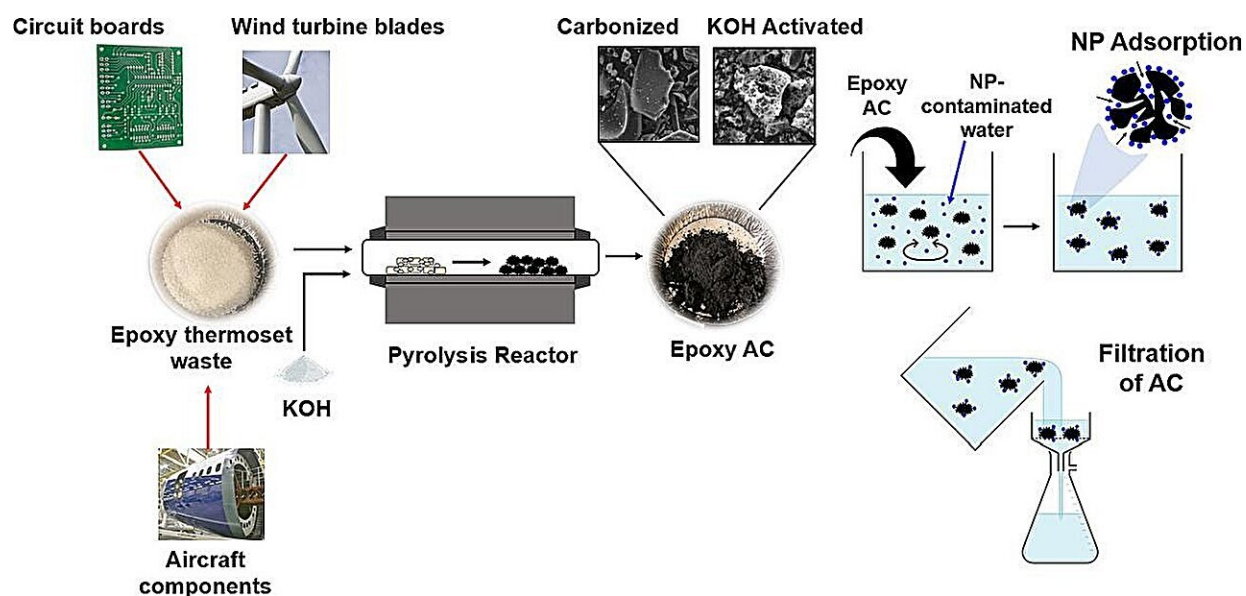 Circuit boards
Wind turbine blades
Carbonized
KOH Activated
NP Adsorption
Epoxy
AC
NP-
contaminated
water
Epoxy thermoset
waste
KOH
Pyrolysis Reactor
Epoxy AC
Filtration
of AC
Aircraft
components